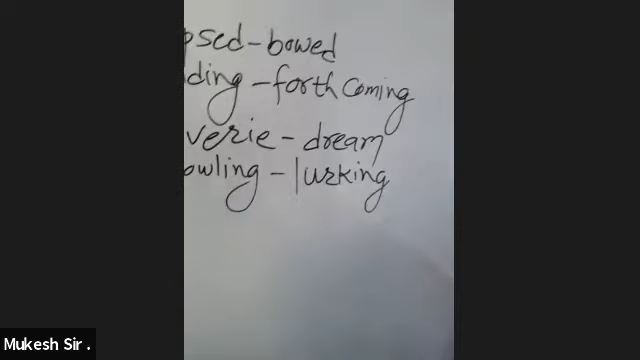 psed-bowed
ding-forthcoming
verie-dream
owling-lurking
Mukesh Sir .